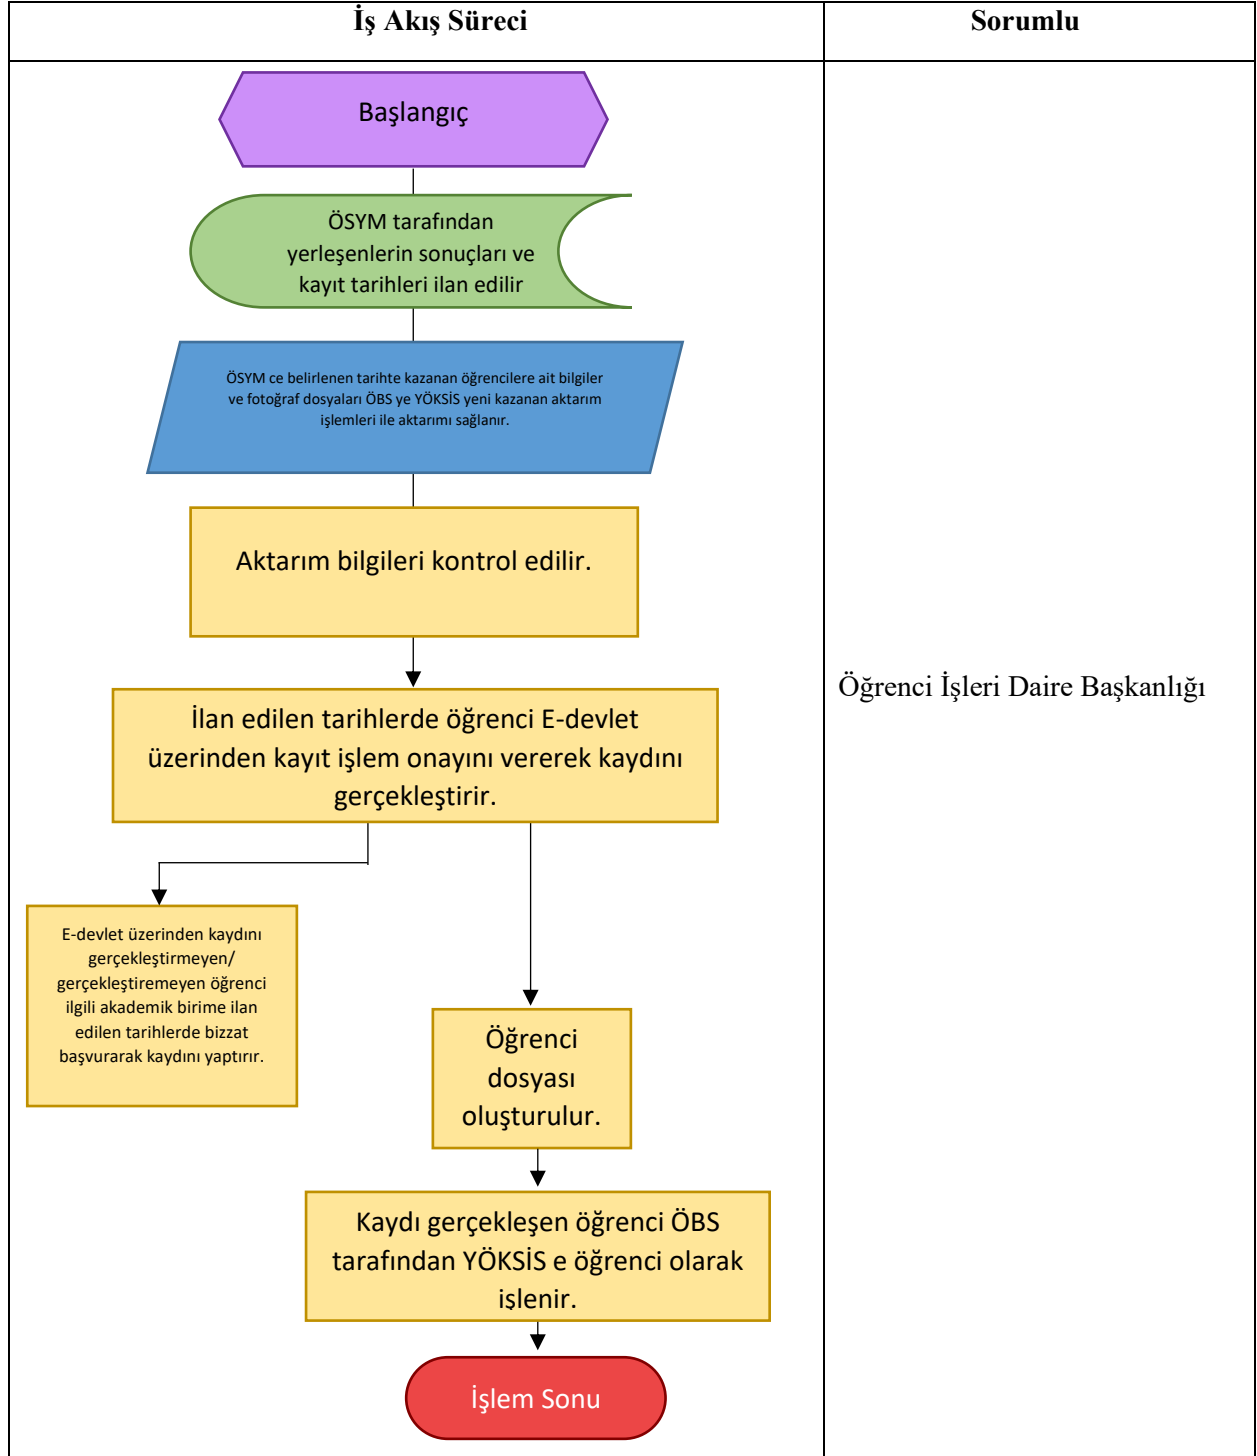 İş Akış Süreci
Sorumlu
Başlangıç
ÖSYM tarafından
yerleşenlerin sonuçları ve
kayıt tarihleri ilan edilir
ÖSYM ce belirlenen tarihte kazanan öğrencilere ait bilgiler
ve fotoğraf dosyaları ÖBS ye YÖKSİS yeni kazanan aktarım
işlemleri ile aktarımı sağlanır.
Aktarım bilgileri kontrol edilir.
Öğrenci İşleri Daire Başkanlığı
İlan edilen tarihlerde öğrenci E-devlet
üzerinden kayıt işlem onayını vererek kaydını
gerçekleştirir.
E-devlet üzerinden kaydını
gerçekleştirmeyen/
gerçekleştiremeyen öğrenci
ilgili akademik birime ilan
edilen tarihlerde bizzat
başvurarak kaydını yaptırır.
Öğrenci
dosyası
oluşturulur.
Kaydı gerçekleşen öğrenci ÖBS
tarafından YÖKSİS e öğrenci olarak
işlenir.
İşlem Sonu